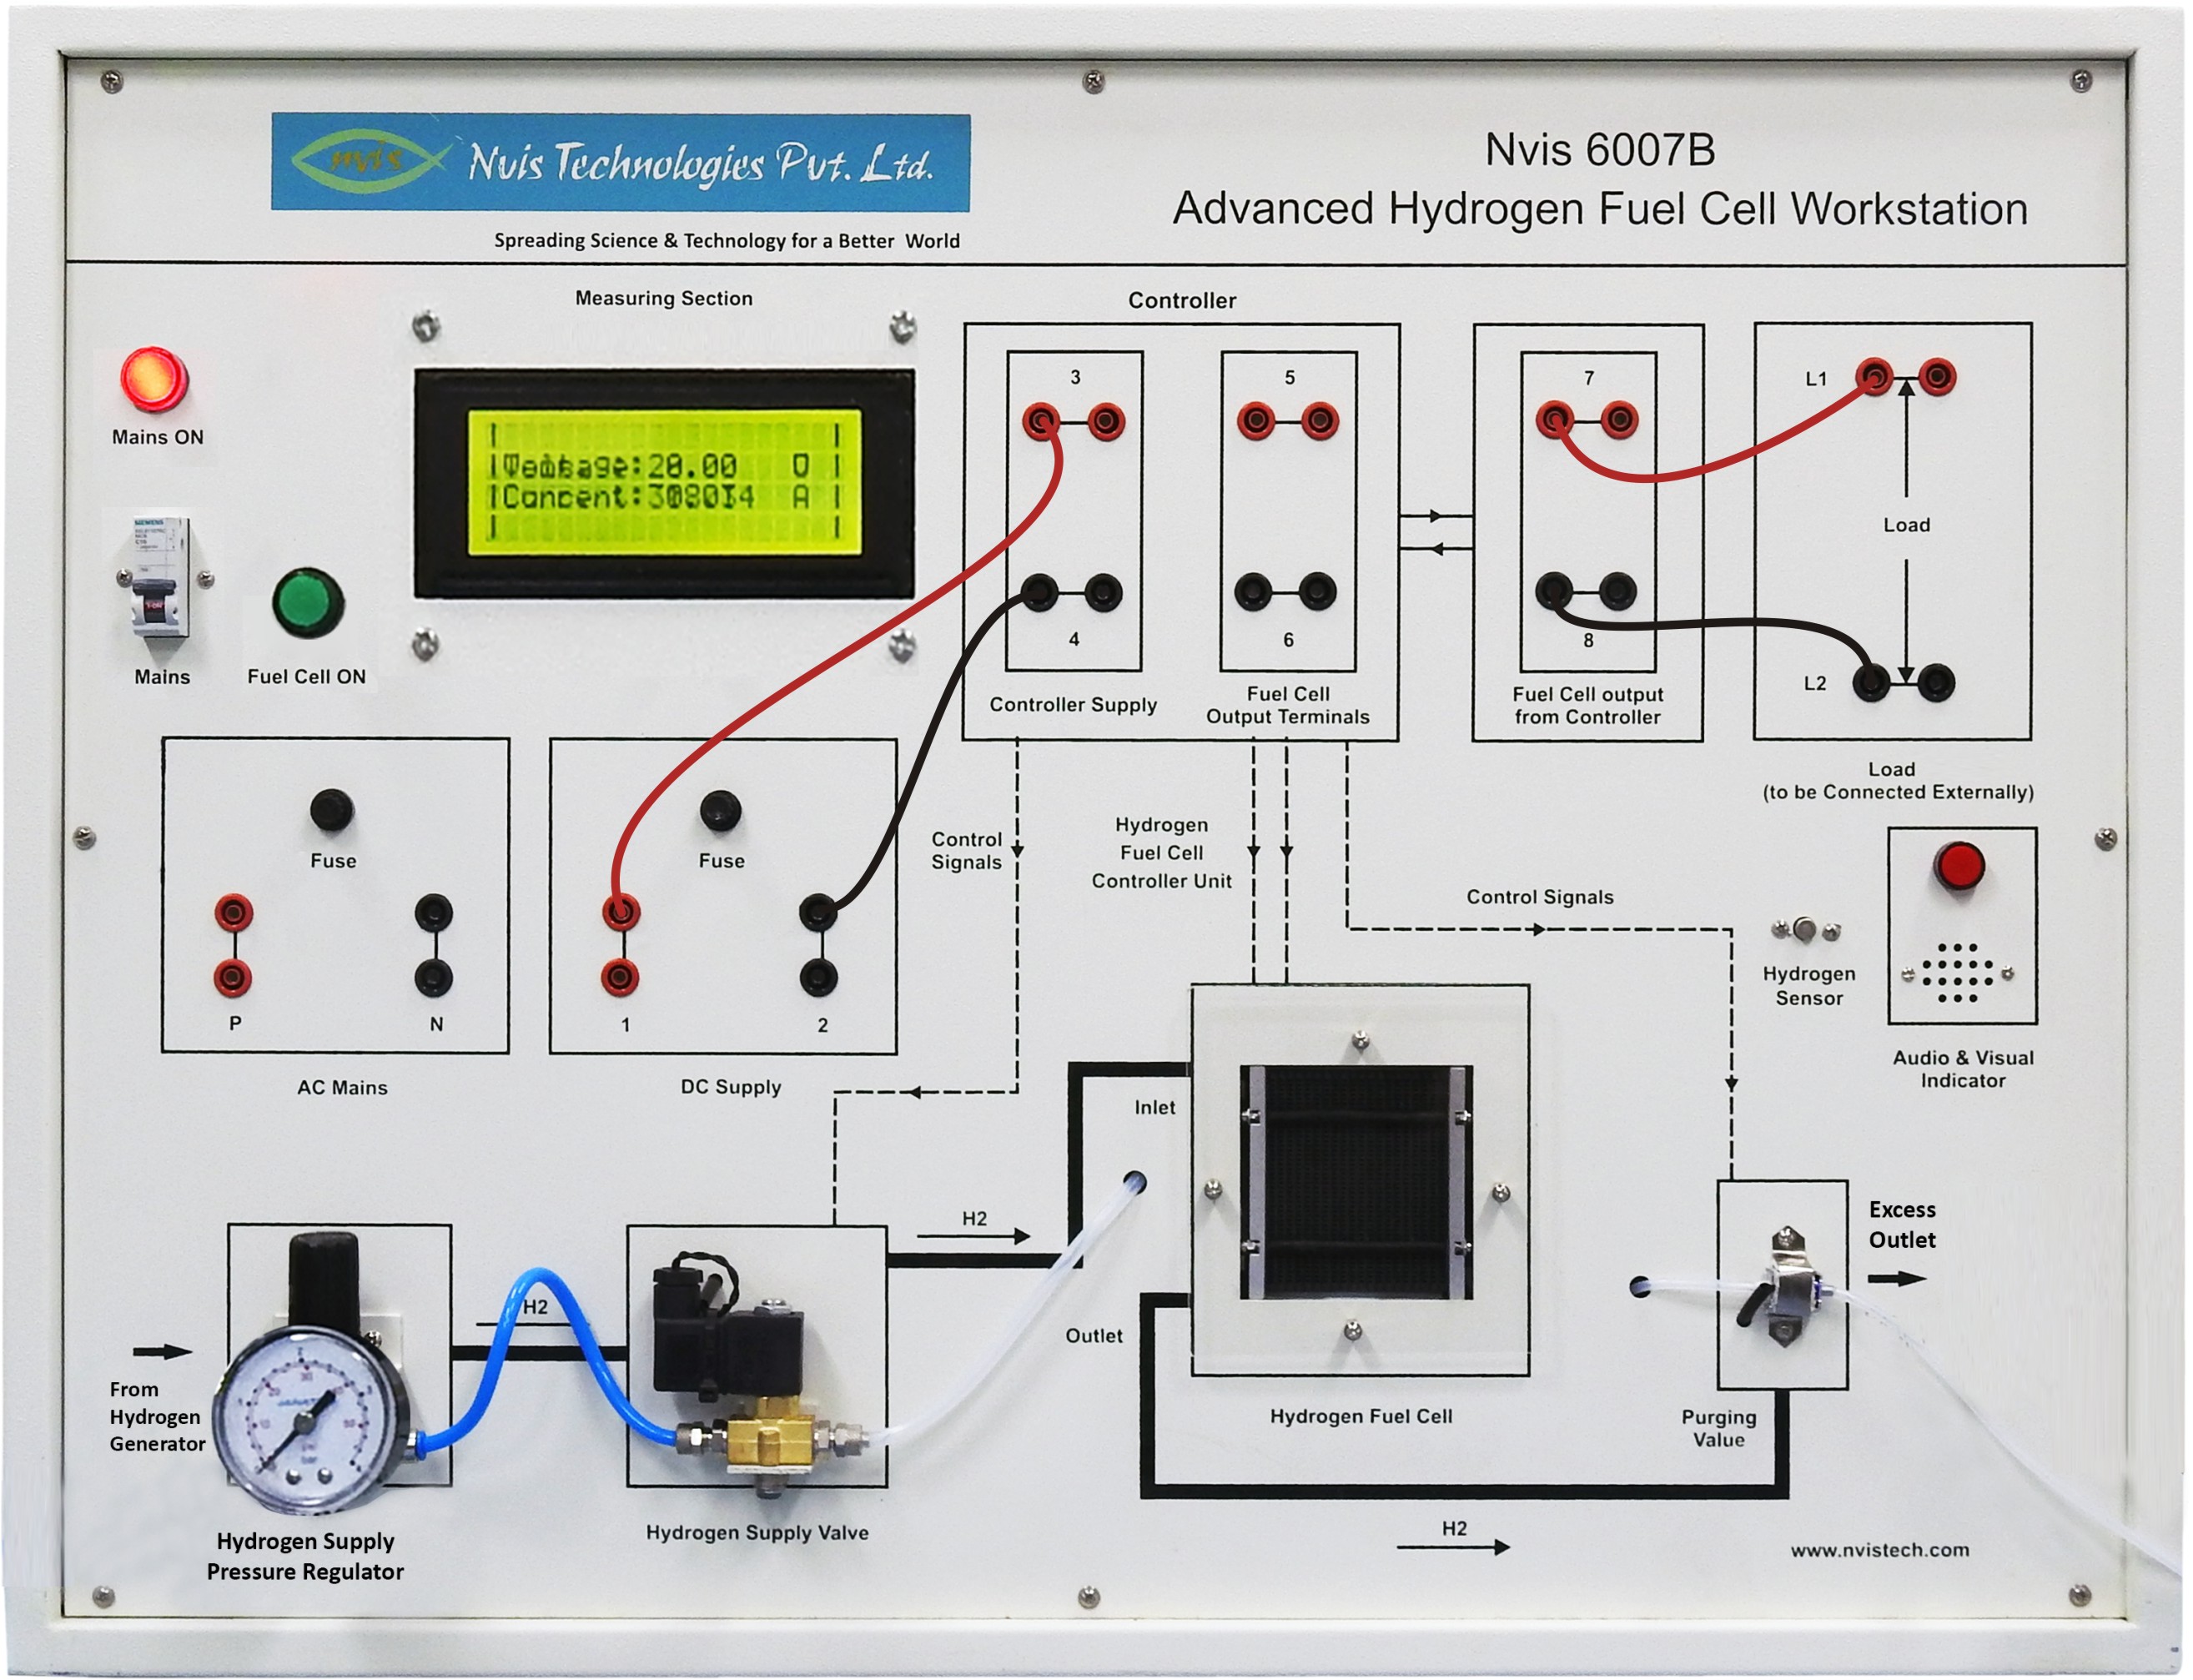 nvis
Nvis Technologies Pvt. Ltd.
Spreading Science & Technology for a Better World
Nvis 6007B
Advanced Hydrogen Fuel Cell Workstation
Measuring Section
Controller
Mains ON
SIEMENS
Mains
Fuel Cell ON
3
4
Controller Supply
5
6
Fuel Cell
Output Terminals
7
8
Fuel Cell output
from Controller
L1
Load
L2
Load
(to be Connected Externally)
Fuse
P
N
AC Mains
Fuse
1
2
DC Supply
Control
Signals
Hydrogen
Fuel Cell
Controller Unit
Control Signals
Hydrogen
Sensor
Audio & Visual
Indicator
Inlet
Outlet
Hydrogen Fuel Cell
H2
H2
From
Hydrogen
Generator
bar
Hydrogen Supply
Pressure Regulator
Hydrogen Supply Valve
Excess
Outlet
Purging
Value
H2
www.nvistech.com